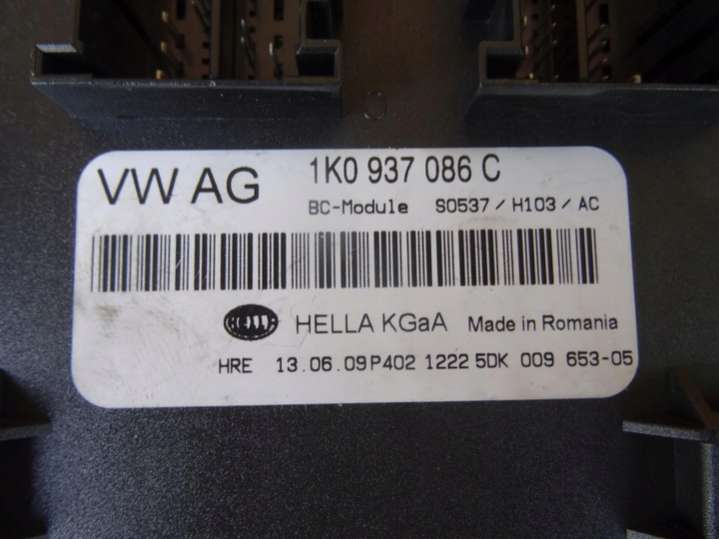 VW AG 1K0 937 086 C
BC-Module S0537/H103/AC
HELLA HELLA KGaA Made in Romania
HRE 13.06.09P402 1222 5DK 009 653-05